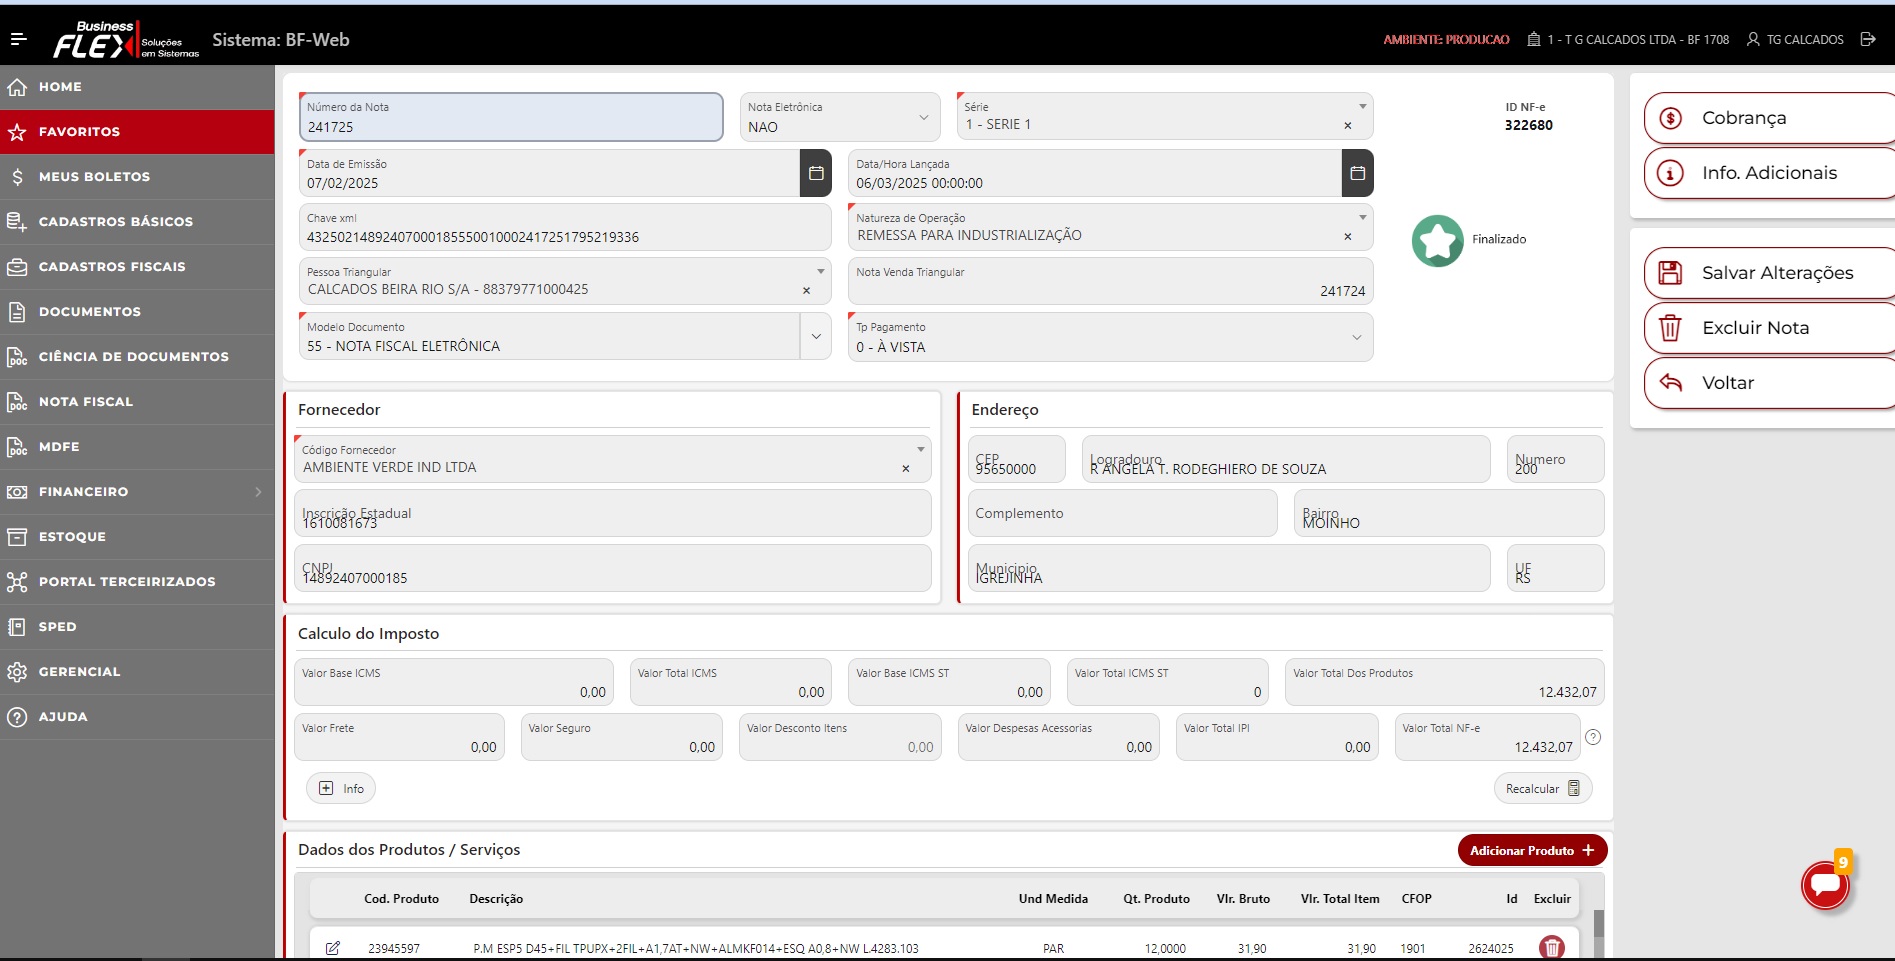 Business
FLEX Soluções
em Sistemas
Sistema: BF-Web
AMBIENTE: PRODUCAO
1 - T G CALCADOS LTDA - BF 1708
TG CALCADOS
HOME
FAVORITOS
MEUS BOLETOS
CADASTROS BÁSICOS
CADASTROS FISCAIS
DOCUMENTOS
DOC CIÊNCIA DE DOCUMENTOS
DOC NOTA FISCAL
DOC MDFE
FINANCEIRO
ESTOQUE
PORTAL TERCEIRIZADOS
SPED
GERENCIAL
AJUDA
Número da Nota
241725
Nota Eletrônica
NAO
Série
1 - SERIE 1
×
ID NF-e
322680
Data de Emissão
07/02/2025
Data/Hora Lançada
06/03/2025 00:00:00
Chave xml
43250214892407000185550010002417251795219336
Natureza de Operação
REMESSA PARA INDUSTRIALIZAÇÃO
×
Finalizado
Pessoa Triangular
CALCADOS BEIRA RIO S/A - 88379771000425
×
Nota Venda Triangular
241724
Modelo Documento
55 - NOTA FISCAL ELETRÔNICA
Tp Pagamento
0 - À VISTA
Cobrança
Info. Adicionais
Salvar Alterações
Excluir Nota
Voltar
Fornecedor
Código Fornecedor
AMBIENTE VERDE IND LTDA
×
Inscrição Estadual
1610081673
CNPJ
14892407000185
Endereço
CEP
95650000
Logradouro
R ANGELA T. RODEGHIERO DE SOUZA
Numero
200
Complemento
Bairro
MOINHO
Municipio
IGREJINHA
UF
RS
Calculo do Imposto
Valor Base ICMS
0,00
Valor Total ICMS
0,00
Valor Base ICMS ST
0,00
Valor Total ICMS ST
0
Valor Total Dos Produtos
12.432,07
Valor Frete
0,00
Valor Seguro
0,00
Valor Desconto Itens
0,00
Valor Despesas Acessorias
0,00
Valor Total IPI
0,00
Valor Total NF-e
12.432,07
Info
Recalcular
Dados dos Produtos / Serviços
Adicionar Produto +
Cod. Produto Descrição Und Medida Qt. Produto Vlr. Bruto Vlr. Total Item CFOP Id Excluir
23945597 P.M ESP5 D45+FIL TPUPX+2FIL+A1,7AT+NW+ALMKF014+ESQ A0,8+NW L.4283.103 PAR 12,0000 31,90 31,90 1901 2624025
9